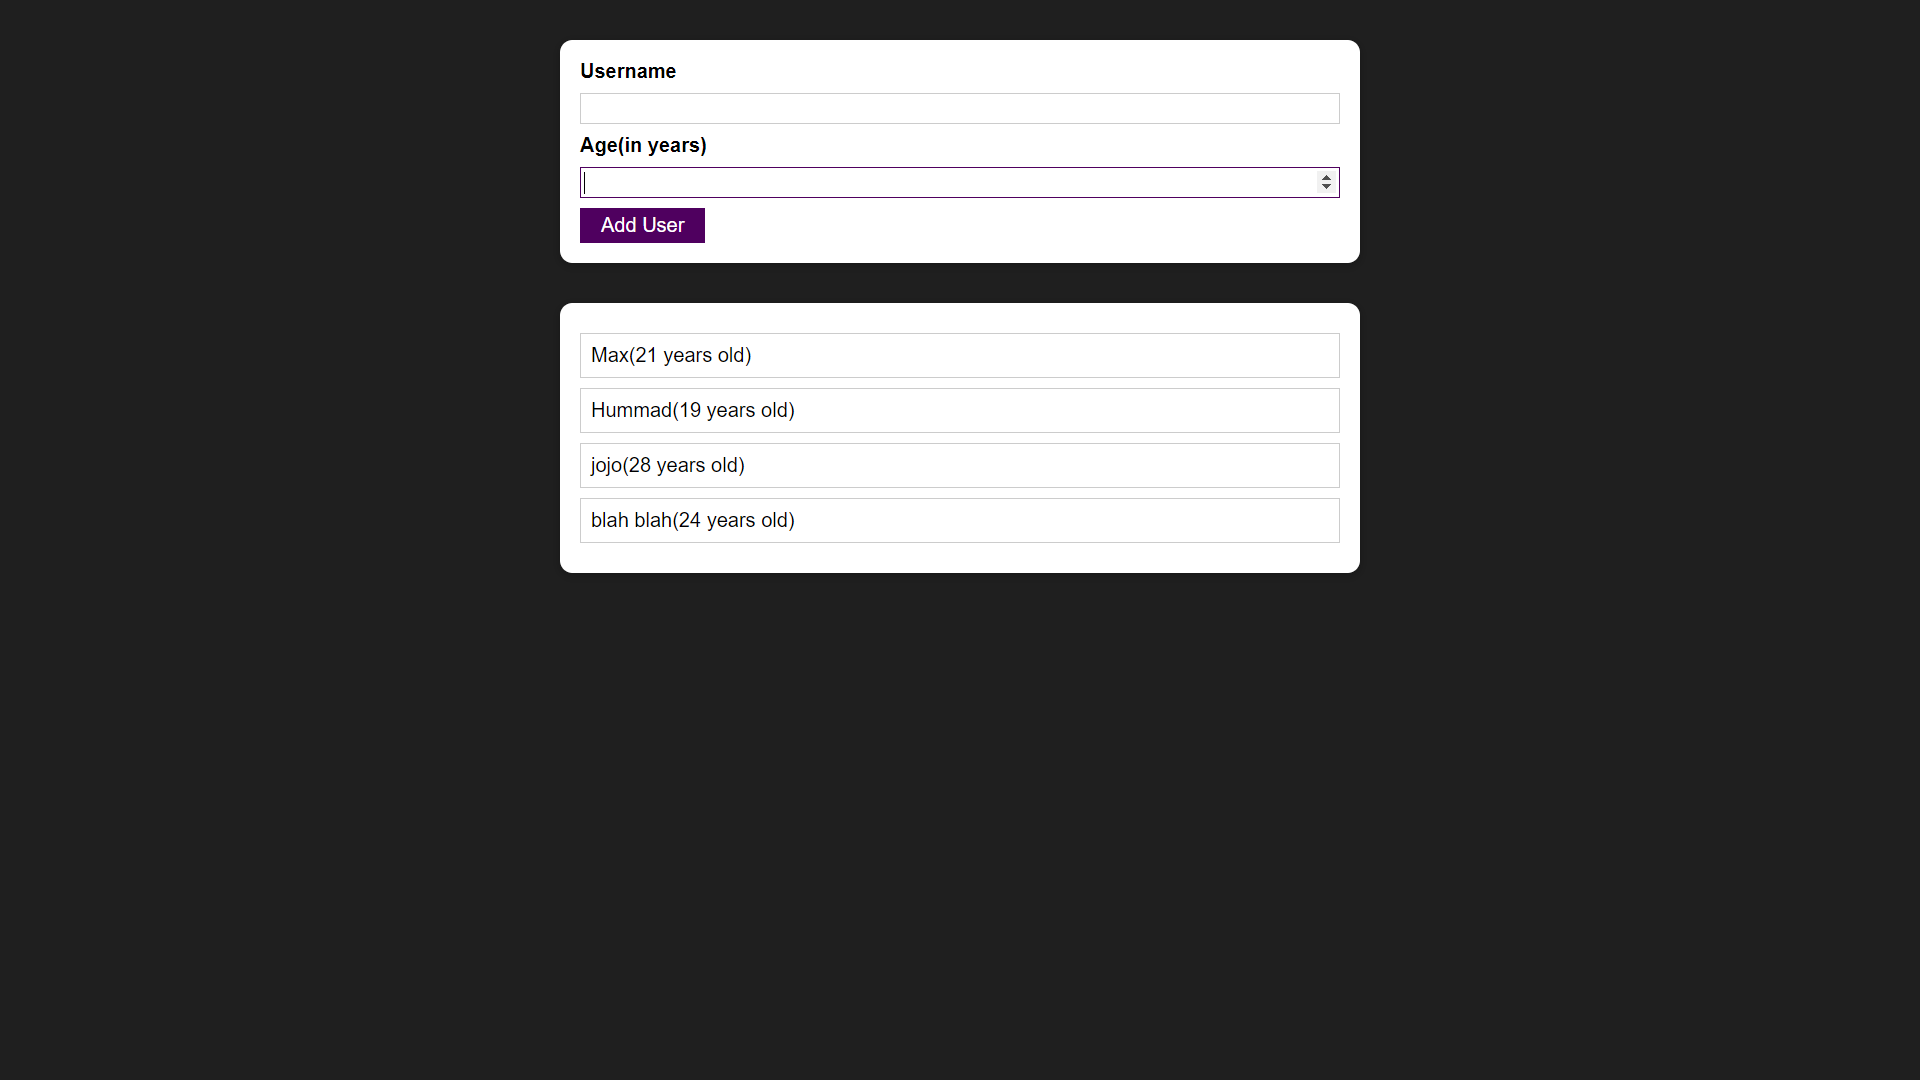 Username
Age(in years)
Add User
Max(21 years old)
Hummad(19 years old)
jojo(28 years old)
blah blah(24 years old)